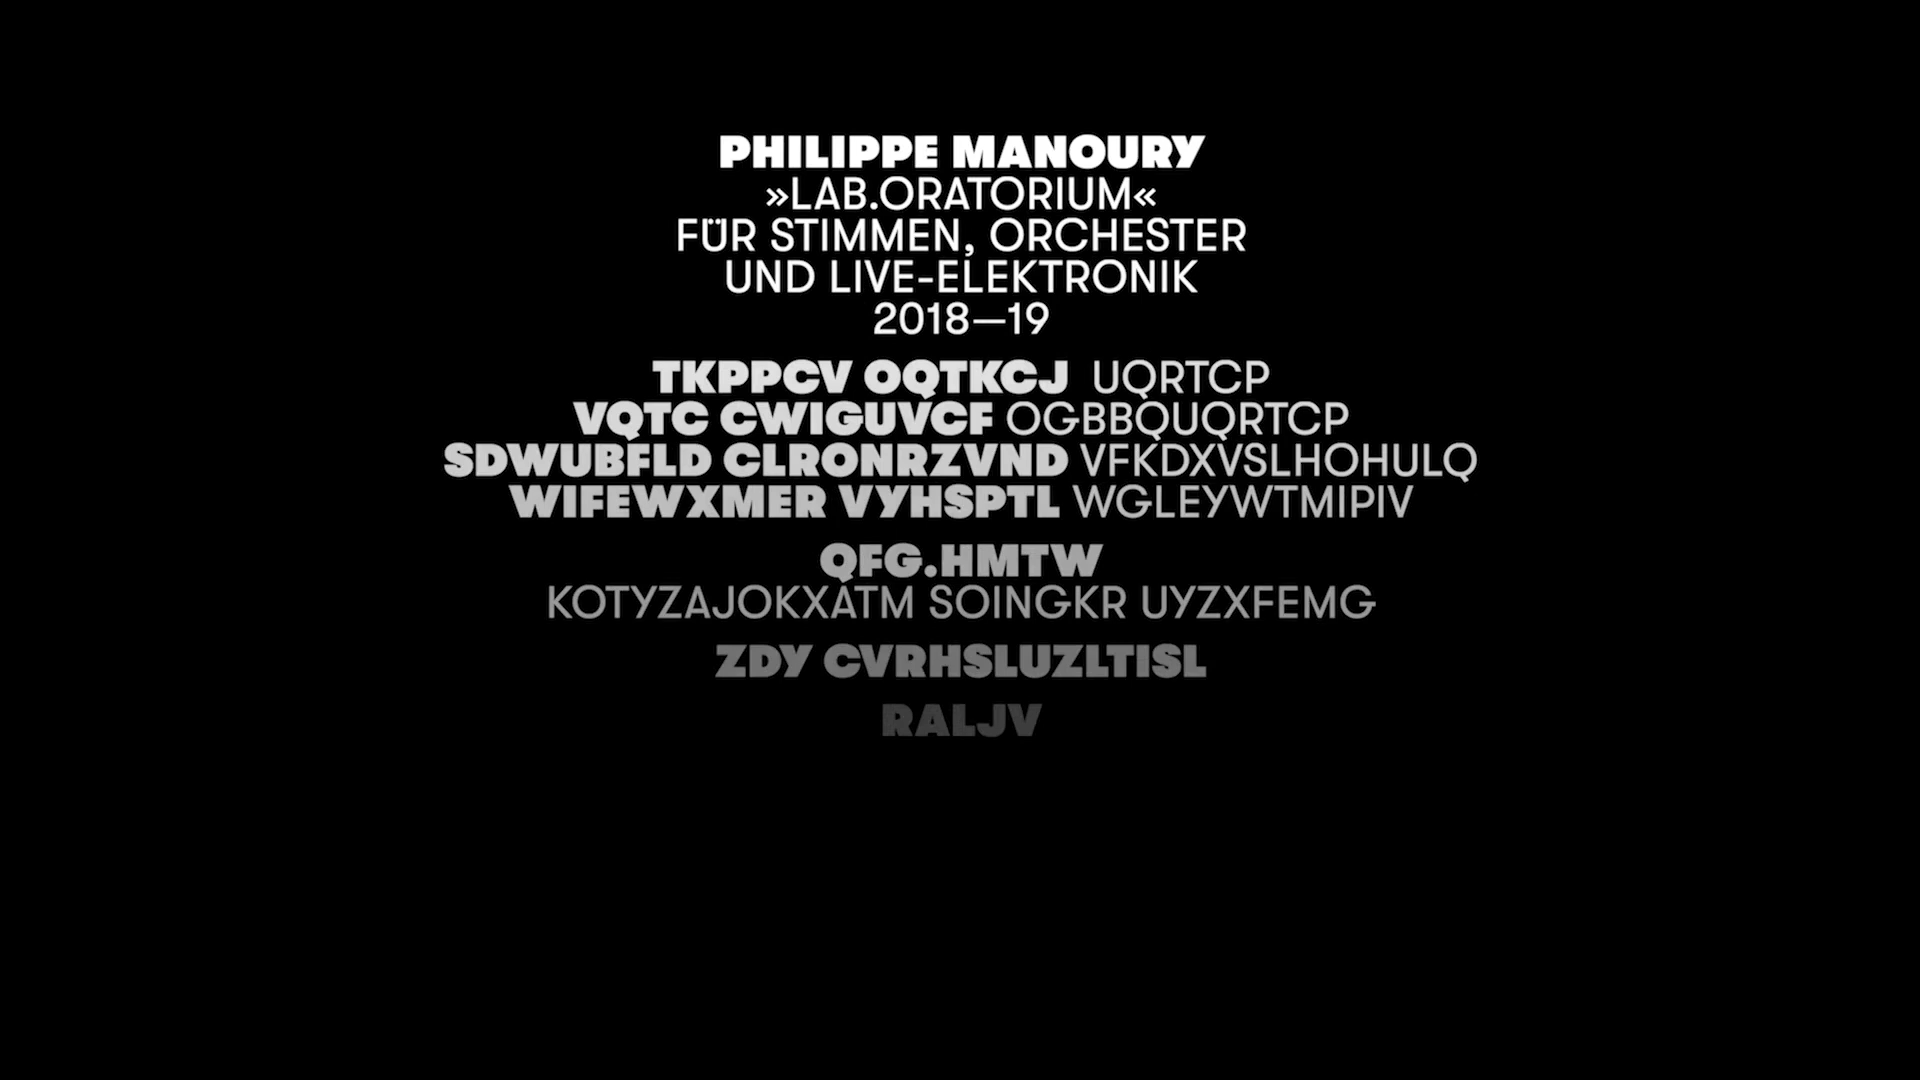 PHILIPPE MANOURY
»LAB.ORATORIUM«
FÜR STIMMEN, ORCHESTER
UND LIVE-ELEKTRONIK
2018—19
TKPPCV OQTKCJ UQRTCP
VQTC CWIGUVCF OGBBQUQRTCP
SDWUBFLD CLRONRZVND VFKDXVSLHOHULQ
WIFEWXMER VYHSPTL WGLEYWTMIPIV
QFG.HMTW
KOTYZAJOKXATM SOINGKR UYZXFEMG
ZDY CVRHSLUZLTISL
RALJV